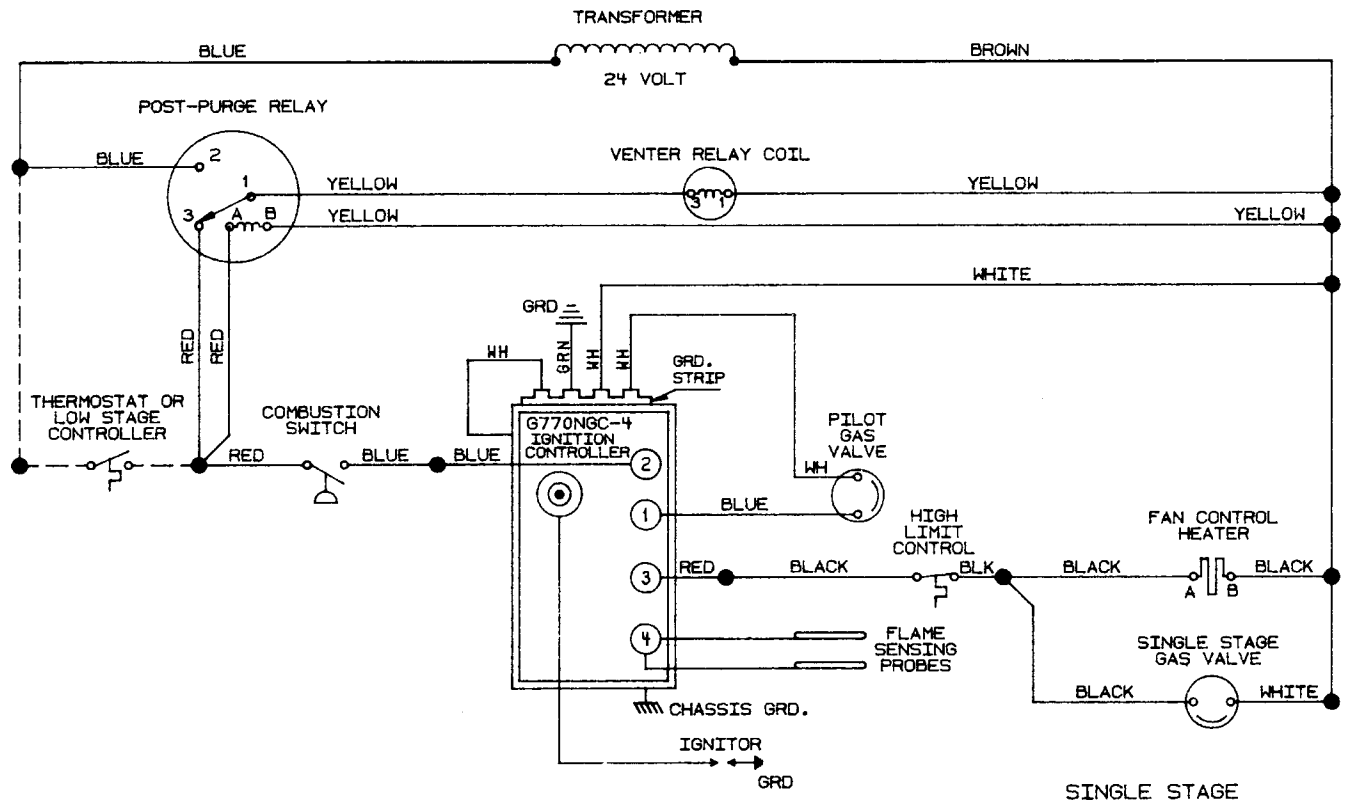 TRANSFORMER
BLUE
BROWN
24 VOLT
POST-PURGE RELAY
BLUE
2
VENTER RELAY COIL
1
YELLOW
3 1
YELLOW
3
A B
YELLOW
YELLOW
WHITE
GRD
RED
RED
WH
GRN
WH
WH
GRD.
STRIP
THERMOSTAT OR
LOW STAGE
CONTROLLER
COMBUSTION
SWITCH
G770NGC-4
IGNITION
CONTROLLER
PILOT
GAS
VALVE
RED
BLUE
BLUE
2
WH
1
BLUE
HIGH
LIMIT
CONTROL
FAN CONTROL
HEATER
3
RED
BLACK
BLK
BLACK
A B
BLACK
4
FLAME
SENSING
PROBES
SINGLE STAGE
GAS VALVE
BLACK
WHITE
CHASSIS GRD.
IGNITOR
GRD
SINGLE STAGE